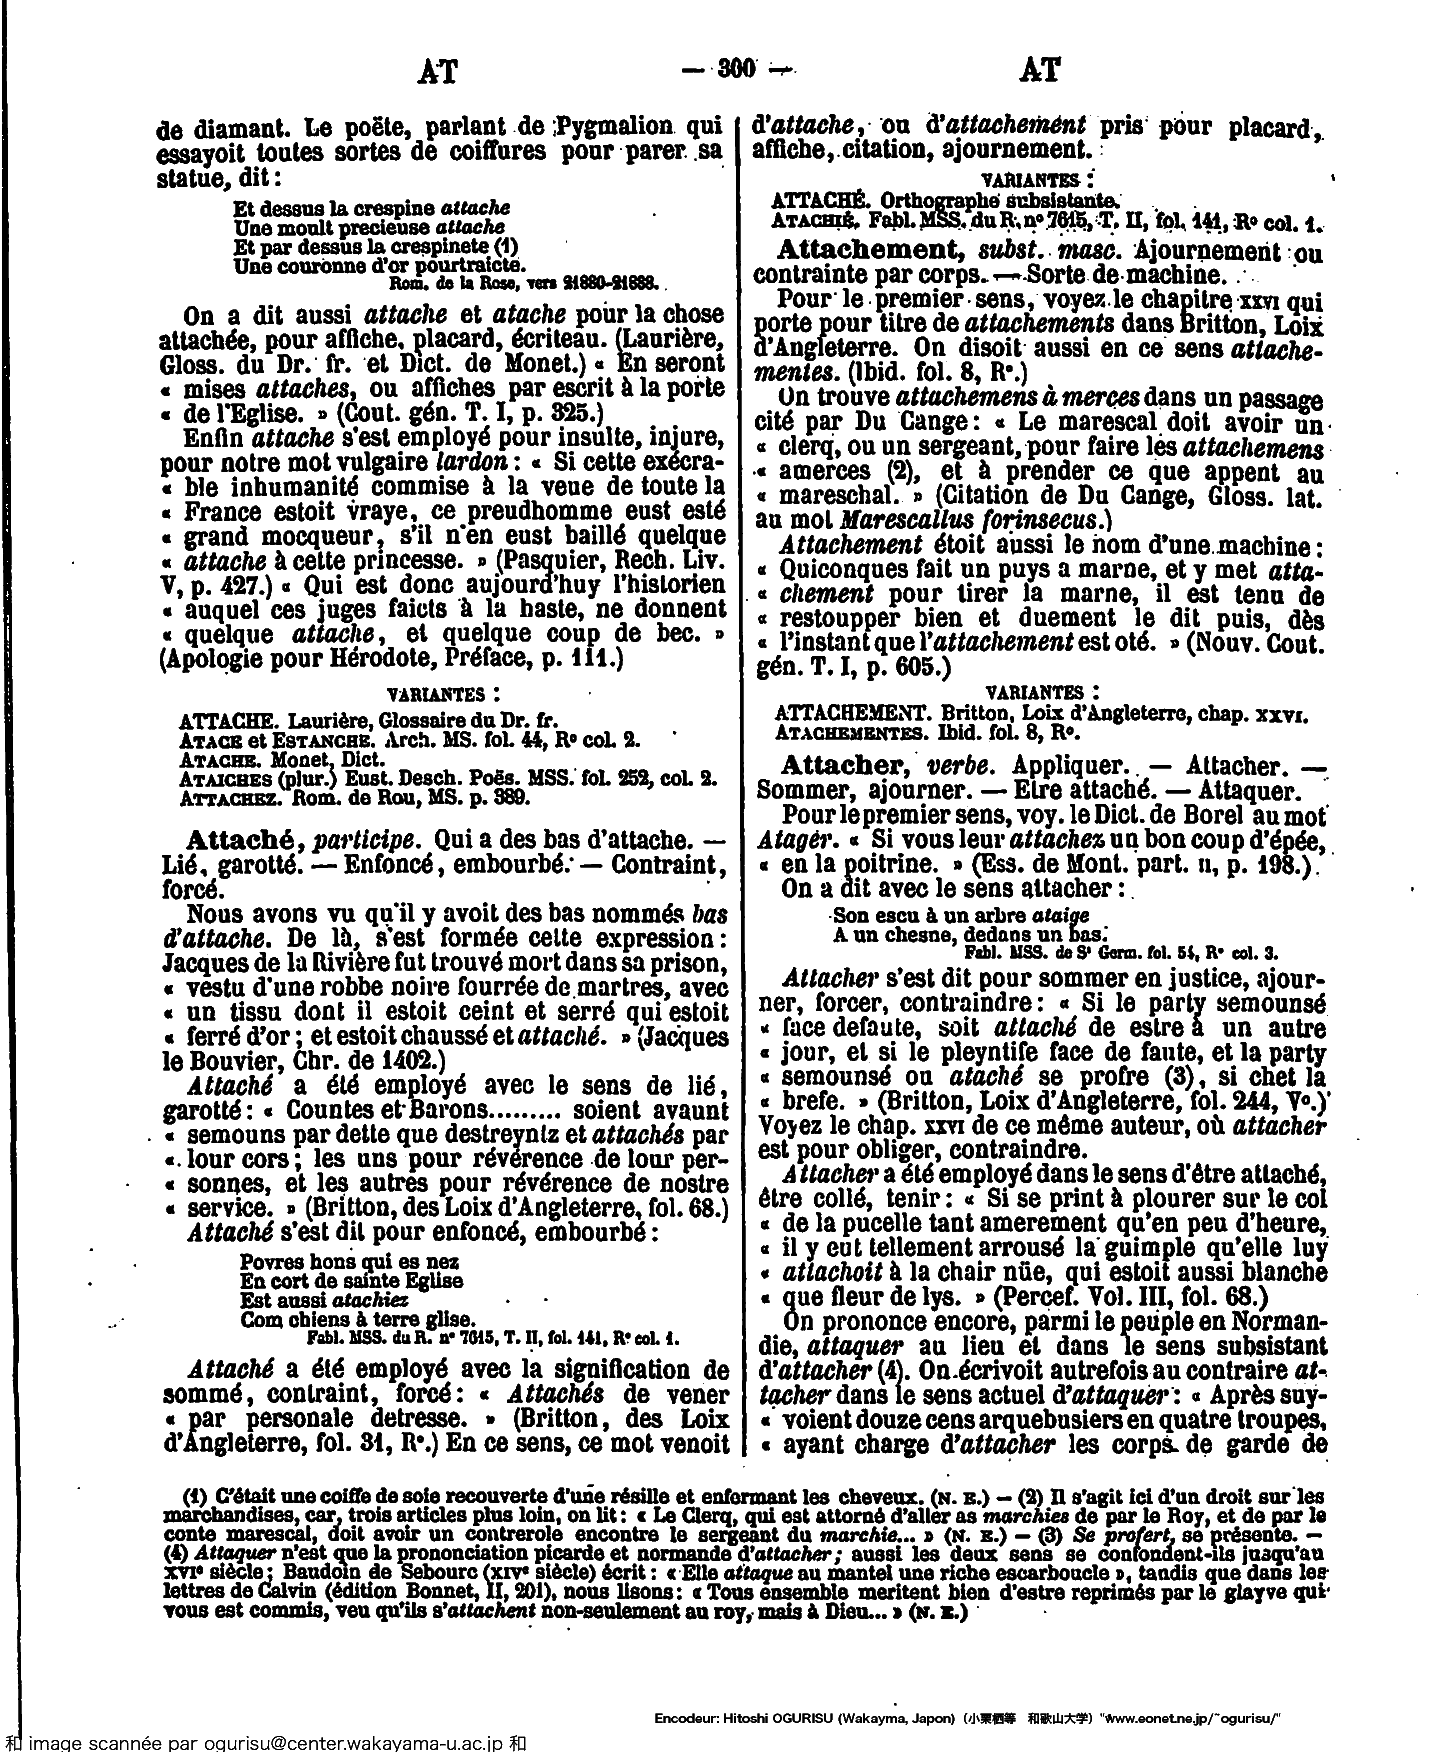 AT — 300 — AT
de diamant. Le poëte, parlant de Pygmalion qui
essayoit toutes sortes de coiffures pour parer sa
statue, dit :
Et dessus la crespine attache
Une moult precieuse attache
Et par dessus la crespinete (1)
Une couronne d'or pourtraicte.
Rom. de la Rose, vers 21880-21888.
On a dit aussi attache et atache pour la chose
attachée, pour affiche, placard, écriteau. (Laurière,
Gloss. du Dr. fr. et Dict. de Monet.) « En seront
« mises attaches, ou affiches par escrit à la porte
« de l'Eglise. » (Cout. gén. T. I, p. 325.)
Enfin attache s'est employé pour insulte, injure,
pour notre mot vulgaire lardon : « Si cette exécra-
« ble inhumanité commise à la veue de toute la
« France estoit vraye, ce preudhomme eust esté
« grand mocqueur, s'il n'en eust baillé quelque
« attache à cette princesse. » (Pasquier, Rech. Liv.
V, p. 427.) « Qui est donc aujourd'huy l'historien
« auquel ces juges faicts à la haste, ne donnent
« quelque attache, et quelque coup de bec. »
(Apologie pour Hérodote, Préface, p. 111.)
VARIANTES :
ATTACHE. Laurière, Glossaire du Dr. fr.
ATACE et ESTANCHE. Arch. MS. fol. 44, R° col. 2.
ATACHE. Monet, Dict.
ATAICHES (plur.) Eust. Desch. Poës. MSS. fol. 252, col. 2.
ATTACHEZ. Rom. de Rou, MS. p. 389.
Attaché, participe. Qui a des bas d'attache. —
Lié, garotté. — Enfoncé, embourbé. — Contraint,
forcé.
Nous avons vu qu'il y avoit des bas nommés bas
d'attache. De là, s'est formée cette expression :
Jacques de la Rivière fut trouvé mort dans sa prison,
« vestu d'une robbe noire fourrée de martres, avec
« un tissu dont il estoit ceint et serré qui estoit
« ferré d'or ; et estoit chaussé et attaché. » (Jacques
le Bouvier, Chr. de 1402.)
Attaché a été employé avec le sens de lié,
garotté : « Countes et Barons......... soient avaunt
« semouns par dette que destreyntz et attachés par
« lour cors ; les uns pour révérence de lour per-
« sonnes, et les autres pour révérence de nostre
« service. » (Britton, des Loix d'Angleterre, fol. 68.)
Attaché s'est dit pour enfoncé, embourbé :
Povres hons qui es nez
En cort de sainte Eglise
Est aussi atachiez
Com chiens à terre glise.
Fabl. MSS. du R. n° 7615, T. II, fol. 141, R° col. 1.
Attaché a été employé avec la signification de
sommé, contraint, forcé : « Attachés de vener
« par personale detresse. » (Britton, des Loix
d'Angleterre, fol. 31, R°.) En ce sens, ce mot venoit
d'attache, ou d'attachement pris pour placard,
affiche, citation, ajournement.
VARIANTES :
ATTACHÉ. Orthographe subsistante.
ATACHIÉ. Fabl. MSS. du R. n° 7615, T. II, fol. 141, R° col. 1.
Attachement, subst. masc. Ajournement ou
contrainte par corps. — Sorte de machine.
Pour le premier sens, voyez le chapitre XXVI qui
porte pour titre de attachements dans Britton, Loix
d'Angleterre. On disoit aussi en ce sens attache-
mentes. (Ibid. fol. 8, R°.)
On trouve attachemens à merces dans un passage
cité par Du Cange : « Le marescal doit avoir un
« clerq, ou un sergeant, pour faire les attachemens
« amerces (2), et à prender ce que appent au
« mareschal. » (Citation de Du Cange, Gloss. lat.
au mot Marescallus forinsecus.)
Attachement étoit aussi le nom d'une machine :
« Quiconques fait un puys a marne, et y met atta-
« chement pour tirer la marne, il est tenu de
« restoupper bien et duement le dit puis, dès
« l'instant que l'attachement est oté. » (Nouv. Cout.
gén. T. I, p. 605.)
VARIANTES :
ATTACHEMENT. Britton, Loix d'Angleterre, chap. XXVI.
ATACHEMENTES. Ibid. fol. 8, R°.
Attacher, verbe. Appliquer. — Attacher. —
Sommer, ajourner. — Etre attaché. — Attaquer.
Pour le premier sens, voy. le Dict. de Borel au mot
Atager. « Si vous leur attachez un bon coup d'épée,
« en la poitrine. » (Ess. de Mont. part. II, p. 198.)
On a dit avec le sens attacher :
Son escu à un arbre ataige
A un chesne, dedans un bas.
Fabl. MSS. de St Germ. fol. 54, R° col. 3.
Attacher s'est dit pour sommer en justice, ajour-
ner, forcer, contraindre : « Si le party semounsé
« face defaute, soit attaché de estre à un autre
« jour, et si le pleyntife face de faute, et la party
« semounsé ou ataché se profre (3), si chet la
« brefe. » (Britton, Loix d'Angleterre, fol. 244, V°.)
Voyez le chap. XXVI de ce même auteur, où attacher
est pour obliger, contraindre.
Attacher a été employé dans le sens d'être attaché,
être collé, tenir : « Si se print à plourer sur le col
« de la pucelle tant amerement qu'en peu d'heure,
« il y eut tellement arrousé la guimple qu'elle luy
« attachoit à la chair nüe, qui estoit aussi blanche
« que fleur de lys. » (Percef. Vol. III, fol. 68.)
On prononce encore, parmi le peuple en Norman-
die, attaquer au lieu et dans le sens subsistant
d'attacher (4). On écrivoit autrefois au contraire at-
tacher dans le sens actuel d'attaquer : « Après suy-
« voient douze cens arquebusiers en quatre troupes,
« ayant charge d'attacher les corps de garde de
(1) C'était une coiffe de soie recouverte d'une résille et enformant les cheveux. (N. E.) — (2) Il s'agit ici d'un droit sur les
marchandises, car, trois articles plus loin, on lit : « Le Clerq, qui est attorné d'aller as marchies de par le Roy, et de par le
conte marescal, doit avoir un contrerole encontre le sergeant du marchie... » (N. E.) — (3) Se profert, se présente. —
(4) Attaquer n'est que la prononciation picarde et normande d'attacher ; aussi les deux sens se confondent-ils jusqu'au
XVIe siècle ; Baudoin de Sebourc (XIVe siècle) écrit : « Elle attaque au mantel une riche escarboucle », tandis que dans les
lettres de Calvin (édition Bonnet, II, 201), nous lisons : « Tous ensemble meritent bien d'estre reprimés par le glayve qui
vous est commis, veu qu'ils s'attachent non-seulement au roy, mais à Dieu... » (N. E.)
Encodeur: Hitoshi OGURISU (Wakayma, Japon) (小栗栖等 和歌山大学) "www.eonet.ne.jp/~ogurisu/"
和 image scannée par ogurisu@center.wakayama-u.ac.jp 和